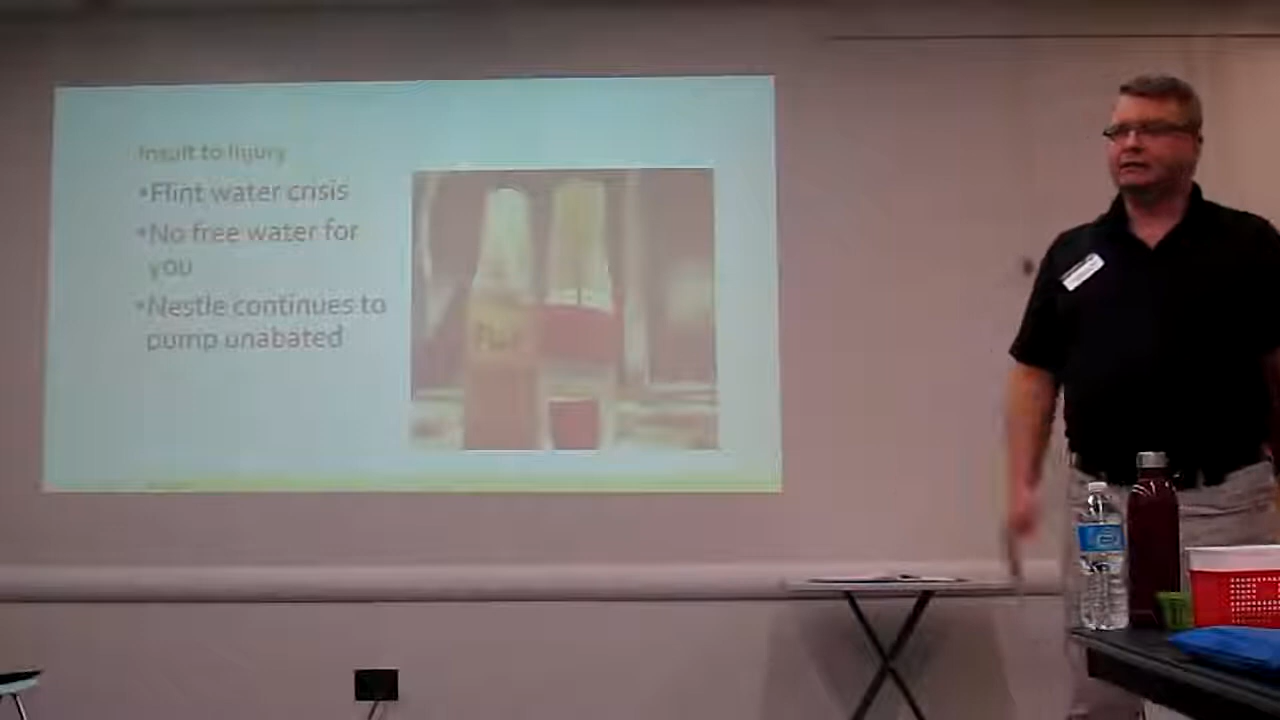 Insult to Injury
•Flint water crisis
•No free water for
you
•Nestle continues to
pump unabated